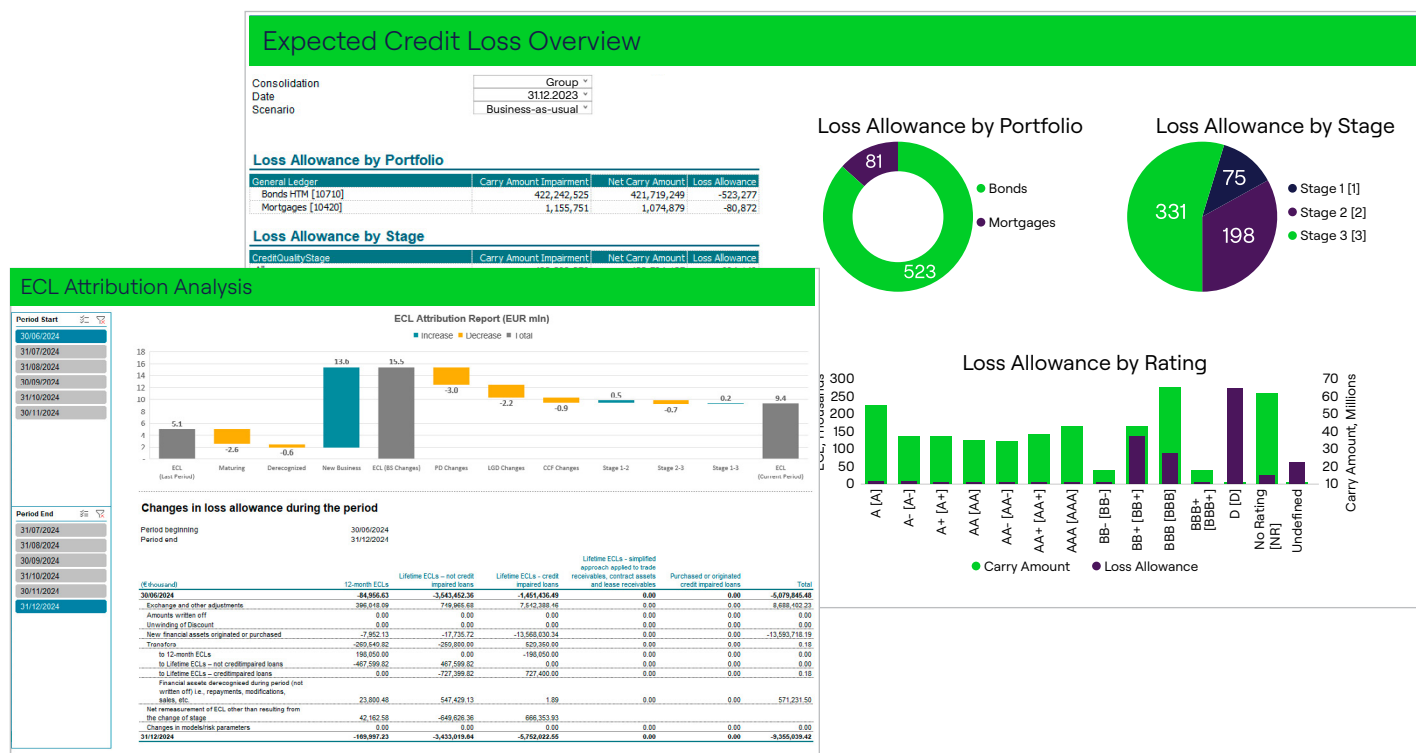 Expected Credit Loss Overview
Consolidation Group
Date 31.12.2023
Scenario Business-as-usual
Loss Allowance by Portfolio
General Ledger Carry Amount Impairment Net Carry Amount Loss Allowance
Bonds HTM [10710] 422,242,525 421,719,249 -523,277
Mortgages [10420] 1,155,751 1,074,879 -80,872
Loss Allowance by Stage
CreditQualityStage Carry Amount Impairment Net Carry Amount Loss Allowance
Loss Allowance by Portfolio
81
523
Bonds
Mortgages
Loss Allowance by Stage
75
331
198
Stage 1 [1]
Stage 2 [2]
Stage 3 [3]
Loss Allowance by Rating
300
250
200
150
100
50
0
70
60
50
40
30
20
10
Carry Amount, Millions
A [A]
A- [A-]
A+ [A+]
AA [AA]
AA- [AA-]
AA+ [AA+]
AAA [AAA]
BB- [BB-]
BB+ [BB+]
BBB [BBB]
BBB+
[BBB+]
D [D]
No Rating
[NR]
Undefined
Carry Amount Loss Allowance
ECL Attribution Analysis
Period Start
30/06/2024
31/07/2024
31/08/2024
30/09/2024
31/10/2024
30/11/2024
Period End
31/07/2024
31/08/2024
30/09/2024
31/10/2024
30/11/2024
31/12/2024
ECL Attribution Report (EUR mln)
Increase Decrease Total
18
16
14
12
10
8
6
4
2
-
5.1
-2.6
-0.6
13.6
15.5
-3.0
-2.2
-0.9
0.5
-0.7
0.2
9.4
ECL
(Last Period)
Maturing
Derecognized
New Business
ECL (BS Changes)
PD Changes
LGD Changes
CCF Changes
Stage 1-2
Stage 2-3
Stage 1-3
ECL
(Current Period)
Changes in loss allowance during the period
Period beginning 30/06/2024
Period end 31/12/2024
Lifetime ECLs - simplified
approach applied to trade
Lifetime ECLs – not credit Lifetime ECLs - credit receivables, contract assets Purchased or originated
(€ thousand) 12-month ECLs impaired loans impaired loans and lease receivables credit impaired loans Total
30/06/2024 -84,956.63 -3,543,452.36 -1,451,436.49 0.00 0.00 -5,079,845.48
Exchange and other adjustments 396,048.09 749,965.68 7,542,388.46 0.00 0.00 8,688,402.23
Amounts written off 0.00 0.00 0.00 0.00 0.00 0.00
Unwinding of Discount 0.00 0.00 0.00 0.00 0.00 0.00
New financial assets originated or purchased -7,952.13 -17,735.72 -13,568,030.34 0.00 0.00 -13,593,718.19
Transfers -269,549.82 -259,800.00 529,350.00 0.00 0.00 0.18
to 12-month ECLs 198,050.00 0.00 -198,050.00 0.00 0.00 0.00
to Lifetime ECLs – not creditimpaired loans -467,599.82 467,599.82 0.00 0.00 0.00 0.00
to Lifetime ECLs – creditimpaired loans 0.00 -727,399.82 727,400.00 0.00 0.00 0.18
Financial assets derecognised during period (not
written off) i.e., repayments, modifications,
sales, etc. 23,800.48 547,429.13 1.89 0.00 0.00 571,231.50
Net remeasurement of ECL other than resulting from
the change of stage 42,162.58 -649,626.36 666,353.93
Changes in models/risk parameters 0.00 0.00 0.00 0.00 0.00 0.00
31/12/2024 -169,997.23 -3,433,019.64 -5,752,022.55 0.00 0.00 -9,355,039.42